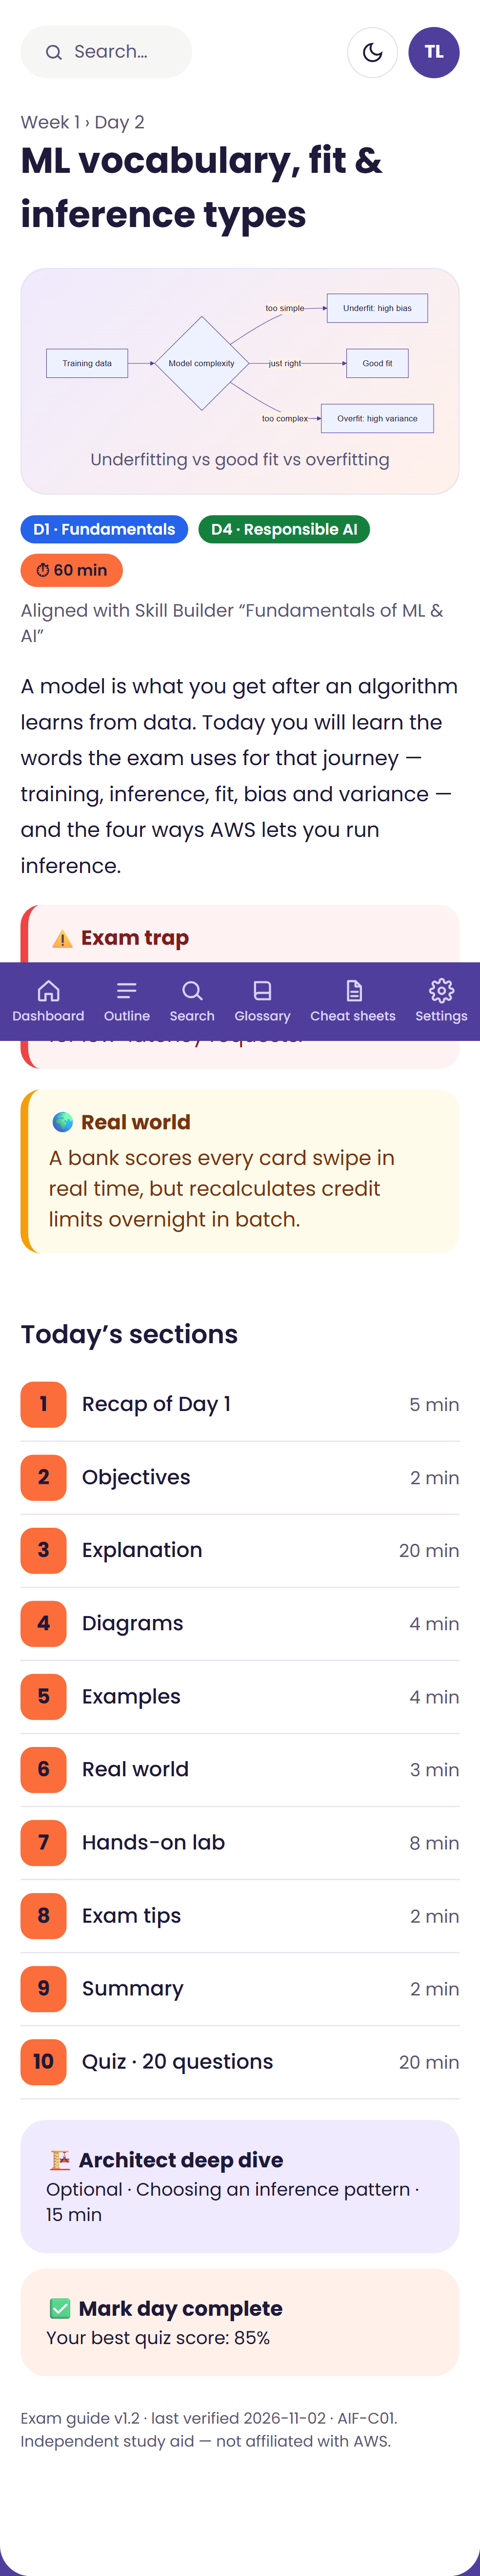 Search...
TL
Week 1 › Day 2
ML vocabulary, fit &
inference types
too simple
Underfit: high bias
Training data
Model complexity
just right
Good fit
too complex
Overfit: high variance
Underfitting vs good fit vs overfitting
D1 · Fundamentals
D4 · Responsible AI
⏱ 60 min
Aligned with Skill Builder “Fundamentals of ML &
AI”
A model is what you get after an algorithm
learns from data. Today you will learn the
words the exam uses for that journey —
training, inference, fit, bias and variance —
and the four ways AWS lets you run
inference.
⚠️ Exam trap
Dashboard
Outline
Search
Glossary
Cheat sheets
Settings
🌍 Real world
A bank scores every card swipe in
real time, but recalculates credit
limits overnight in batch.
Today’s sections
1 Recap of Day 1 5 min
2 Objectives 2 min
3 Explanation 20 min
4 Diagrams 4 min
5 Examples 4 min
6 Real world 3 min
7 Hands-on lab 8 min
8 Exam tips 2 min
9 Summary 2 min
10 Quiz · 20 questions 20 min
🏗️ Architect deep dive
Optional · Choosing an inference pattern ·
15 min
✅ Mark day complete
Your best quiz score: 85%
Exam guide v1.2 · last verified 2026-11-02 · AIF-C01.
Independent study aid — not affiliated with AWS.